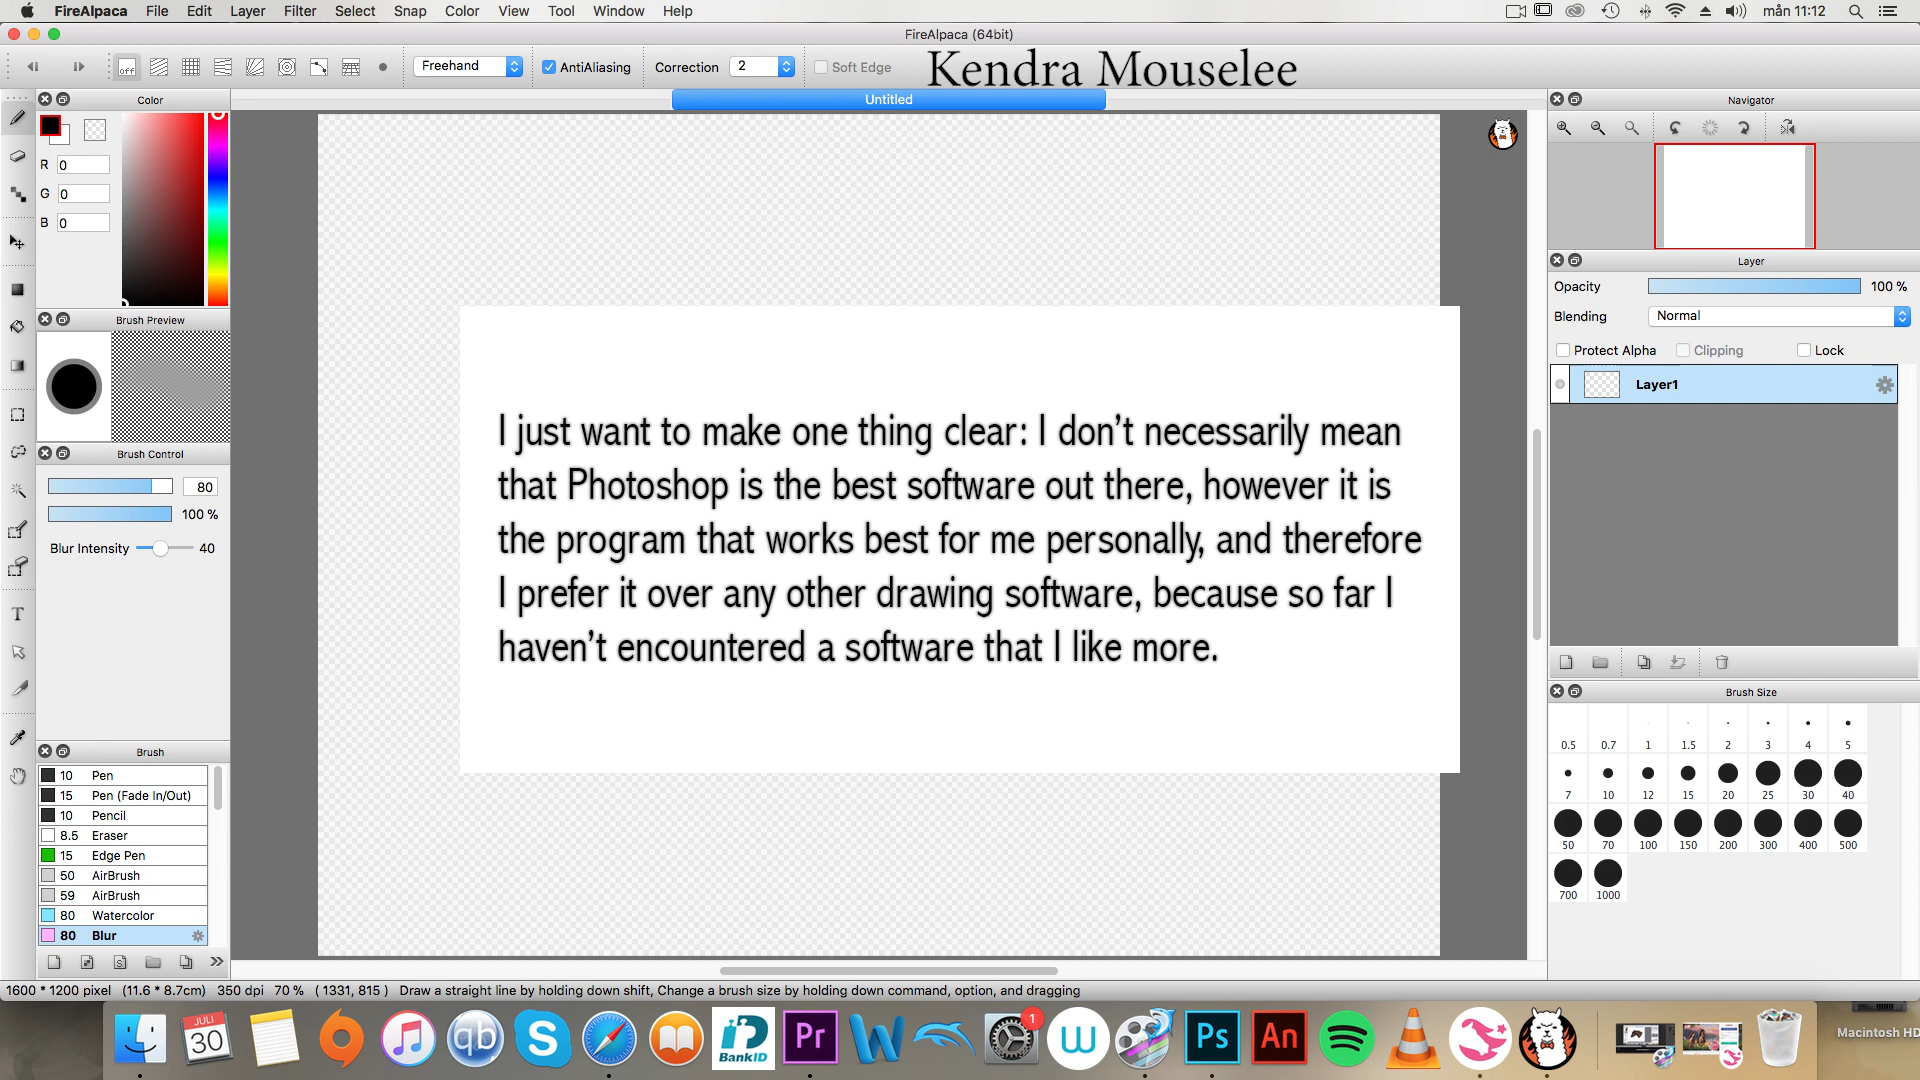 FireAlpaca File Edit Layer Filter Select Snap Color View Tool Window Help mån 11:12
FireAlpaca (64bit)
off Freehand AntiAliasing Correction 2 Soft Edge Kendra Mouselee
Color
Untitled
Navigator
R 0
G 0
B 0
Layer
Opacity 100 %
Blending Normal
Protect Alpha Clipping Lock
Layer1
Brush Preview
Brush Control
80
100 %
Blur Intensity 40
I just want to make one thing clear: I don't necessarily mean
that Photoshop is the best software out there, however it is
the program that works best for me personally, and therefore
I prefer it over any other drawing software, because so far I
haven't encountered a software that I like more.
T
Brush Size
0.5 0.7 1 1.5 2 3 4 5
7 10 12 15 20 25 30 40
50 70 100 150 200 300 400 500
700 1000
Brush
10 Pen
15 Pen (Fade In/Out)
10 Pencil
8.5 Eraser
15 Edge Pen
50 AirBrush
59 AirBrush
80 Watercolor
80 Blur
1600 * 1200 pixel (11.6 * 8.7cm) 350 dpi 70 % ( 1331, 815 ) Draw a straight line by holding down shift, Change a brush size by holding down command, option, and dragging
JULI
30
qb
S
BankID
Pr
W
1
W
Ps
An
Macintosh HD